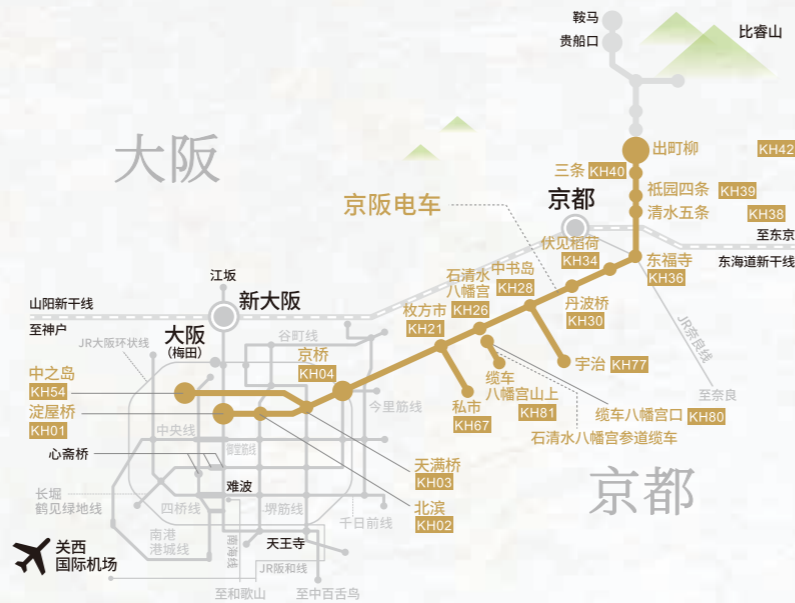 鞍马
贵船口
比睿山
大阪
出町柳
KH42
三条 KH40
京阪电车
京都
祇园四条 KH39
清水五条 KH38
至东京
东海道新干线
伏见稻荷
KH34
东福寺
KH36
江坂
石清水
八幡宫
KH26
中书岛
KH28
丹波桥
KH30
山阳新干线
新大阪
至神户
枚方市
KH21
JR奈良线
大阪
(梅田)
谷町线
JR大阪环状线
京桥
KH04
中之岛
KH54
宇治 KH77
至奈良
缆车
八幡宫山上
KH81
私市
KH67
今里筋线
淀屋桥
KH01
缆车八幡宫口 KH80
石清水八幡宫参道缆车
中央线
御堂筋线
心斋桥
天满桥
KH03
京都
难波
长堀
鹤见绿地线
四桥线
堺筋线
北滨
KH02
千日前线
南港
港城线
南海线
天王寺
关西
国际机场
JR阪和线
至和歌山
至中百舌鸟